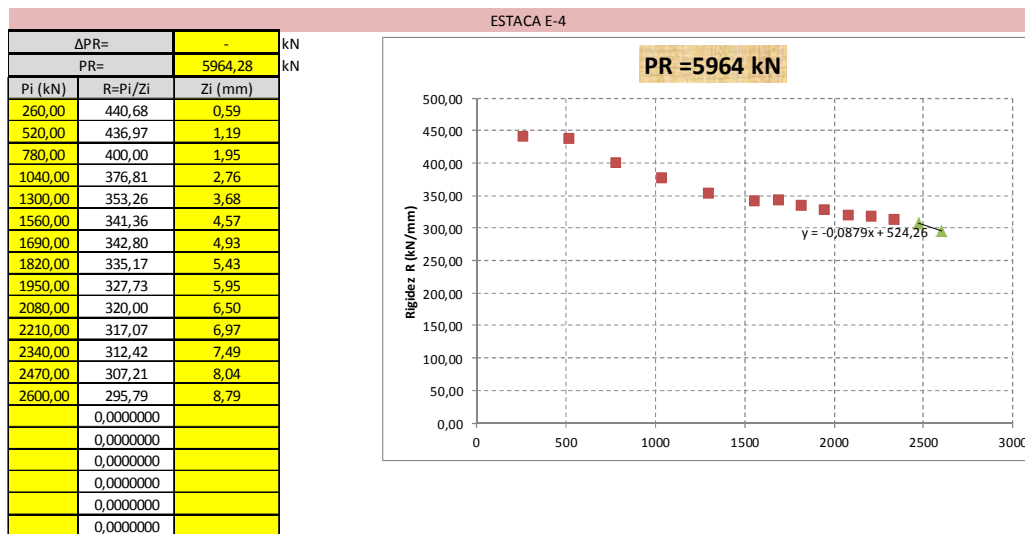 ESTACA E-4
ΔPR= - kN
PR= 5964,28 kN
Pi (kN) R=Pi/Zi Zi (mm)
260,00 440,68 0,59
520,00 436,97 1,19
780,00 400,00 1,95
1040,00 376,81 2,76
1300,00 353,26 3,68
1560,00 341,36 4,57
1690,00 342,80 4,93
1820,00 335,17 5,43
1950,00 327,73 5,95
2080,00 320,00 6,50
2210,00 317,07 6,97
2340,00 312,42 7,49
2470,00 307,21 8,04
2600,00 295,79 8,79
0,0000000
0,0000000
0,0000000
0,0000000
0,0000000
0,0000000
PR =5964 kN
Rigidez R (kN/mm)
500,00
450,00
400,00
350,00
300,00
250,00
200,00
150,00
100,00
50,00
0,00
y = -0,0879x + 524,26
0 500 1000 1500 2000 2500 3000